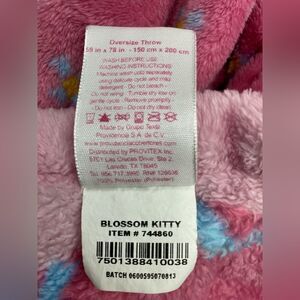 Oversize Throw
59 in x 78 in - 150 cm x 200 cm
WASH BEFORE USE
WASHING INSTRUCTIONS
Machine wash cold separately
using delicate cycle and mild
detergent - Do not bleach -
Do not wring - Tumble dry low on
gentle cycle - Remove promptly -
Do not iron - Do not dry clean
Made by Grupo Textil
Providencia S.A. de C.V.
Distributed by PROVITEX Inc.
Laredo, TX 78045
100% Polyester (Polyester)
BLOSSOM KITTY
ITEM # 744860
7501388410038
BATCH 0600595070813